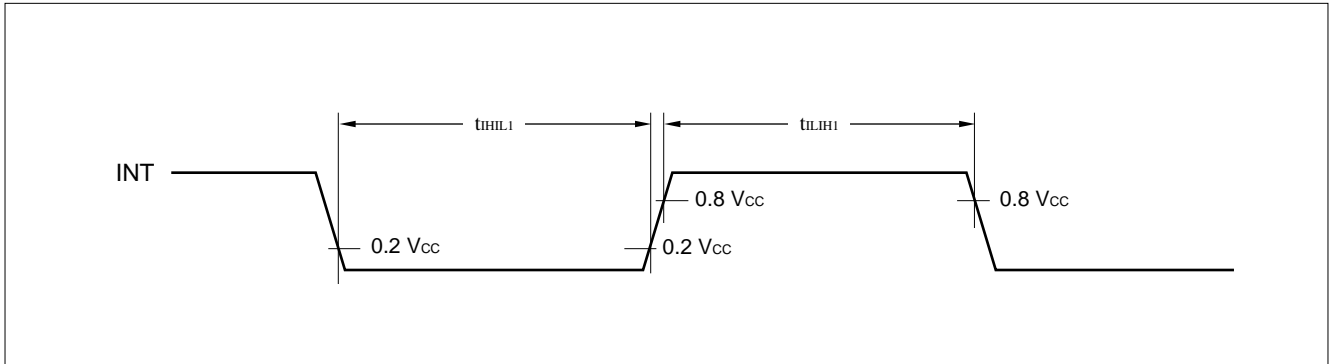 tIHIL1 tILIH1
INT
0.8 VCC 0.8 VCC
0.2 VCC 0.2 VCC